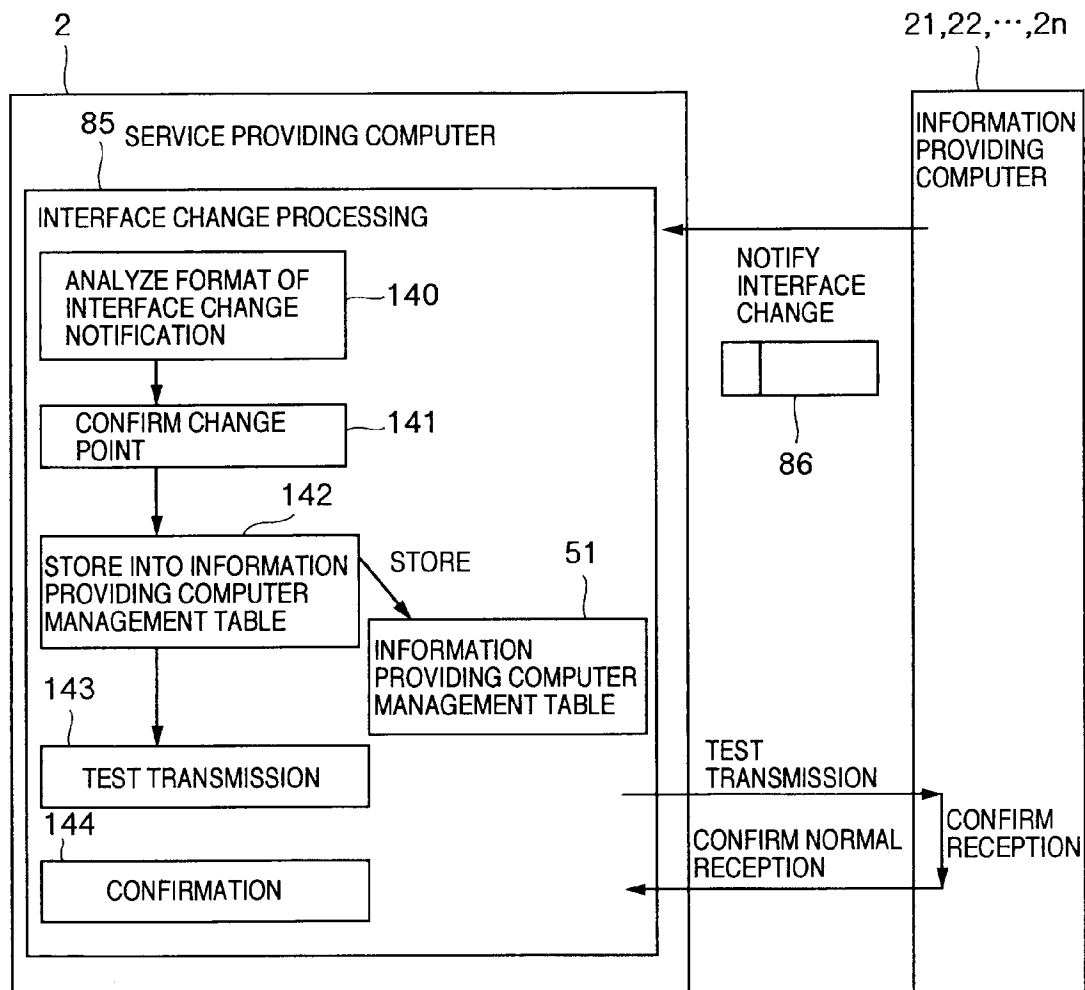 2
21,22,···,2n
85
SERVICE PROVIDING COMPUTER
INFORMATION
PROVIDING
COMPUTER
INTERFACE CHANGE PROCESSING
ANALYZE FORMAT OF
INTERFACE CHANGE
NOTIFICATION
140
NOTIFY
INTERFACE
CHANGE
86
CONFIRM CHANGE
POINT
141
142
STORE INTO INFORMATION
PROVIDING COMPUTER
MANAGEMENT TABLE
STORE
51
INFORMATION
PROVIDING COMPUTER
MANAGEMENT TABLE
143
TEST TRANSMISSION
TEST
TRANSMISSION
144
CONFIRMATION
CONFIRM NORMAL
RECEPTION
CONFIRM
RECEPTION